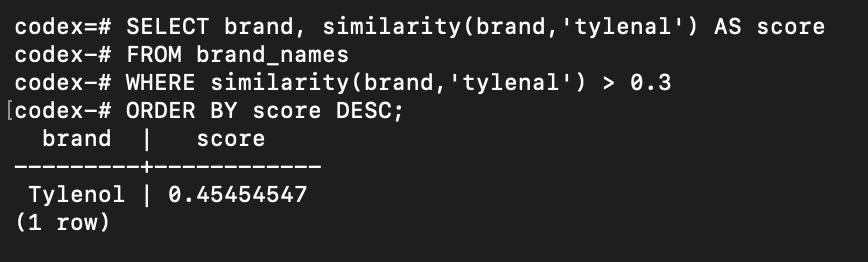 codex=# SELECT brand, similarity(brand,'tylenal') AS score
codex-# FROM brand_names
codex-# WHERE similarity(brand,'tylenal') > 0.3
[codex-# ORDER BY score DESC;
  brand  |   score
---------+------------
 Tylenol | 0.45454547
(1 row)